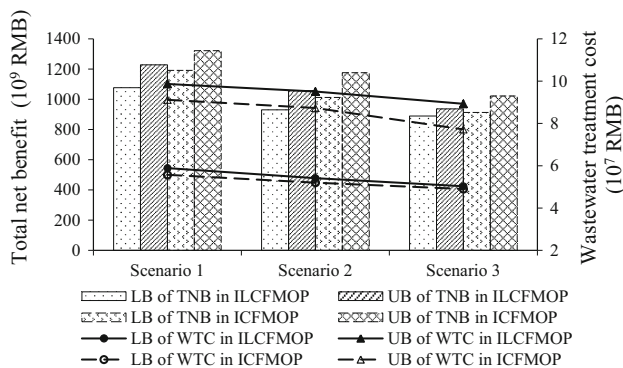 Total net benefit (10⁹ RMB)
1400
1200
1000
800
600
400
200
0
12
10
8
6
4
2
Wastewater treatment cost
(10⁷ RMB)
Scenario 1 Scenario 2 Scenario 3
LB of TNB in ILCFMOP UB of TNB in ILCFMOP
LB of TNB in ICFMOP UB of TNB in ICFMOP
LB of WTC in ILCFMOP UB of WTC in ILCFMOP
LB of WTC in ICFMOP UB of WTC in ICFMOP